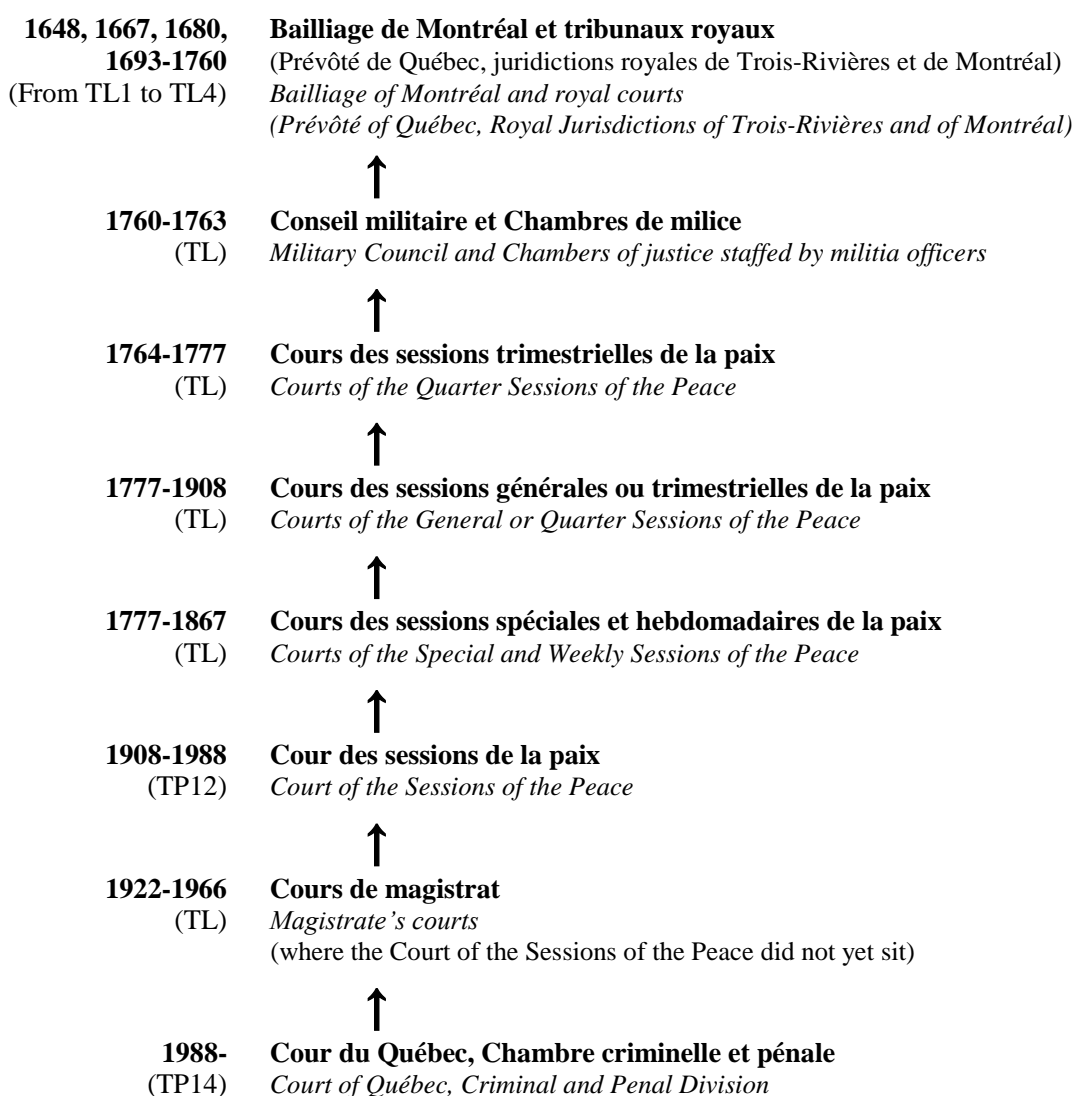 1648, 1667, 1680, Bailliage de Montréal et tribunaux royaux
1693-1760 (Prévôté de Québec, juridictions royales de Trois-Rivières et de Montréal)
(From TL1 to TL4) Bailliage of Montréal and royal courts
(Prévôté of Québec, Royal Jurisdictions of Trois-Rivières and of Montréal)
↑
1760-1763 Conseil militaire et Chambres de milice
(TL) Military Council and Chambers of justice staffed by militia officers
↑
1764-1777 Cours des sessions trimestrielles de la paix
(TL) Courts of the Quarter Sessions of the Peace
↑
1777-1908 Cours des sessions générales ou trimestrielles de la paix
(TL) Courts of the General or Quarter Sessions of the Peace
↑
1777-1867 Cours des sessions spéciales et hebdomadaires de la paix
(TL) Courts of the Special and Weekly Sessions of the Peace
↑
1908-1988 Cour des sessions de la paix
(TP12) Court of the Sessions of the Peace
↑
1922-1966 Cours de magistrat
(TL) Magistrate's courts
(where the Court of the Sessions of the Peace did not yet sit)
↑
1988- Cour du Québec, Chambre criminelle et pénale
(TP14) Court of Québec, Criminal and Penal Division